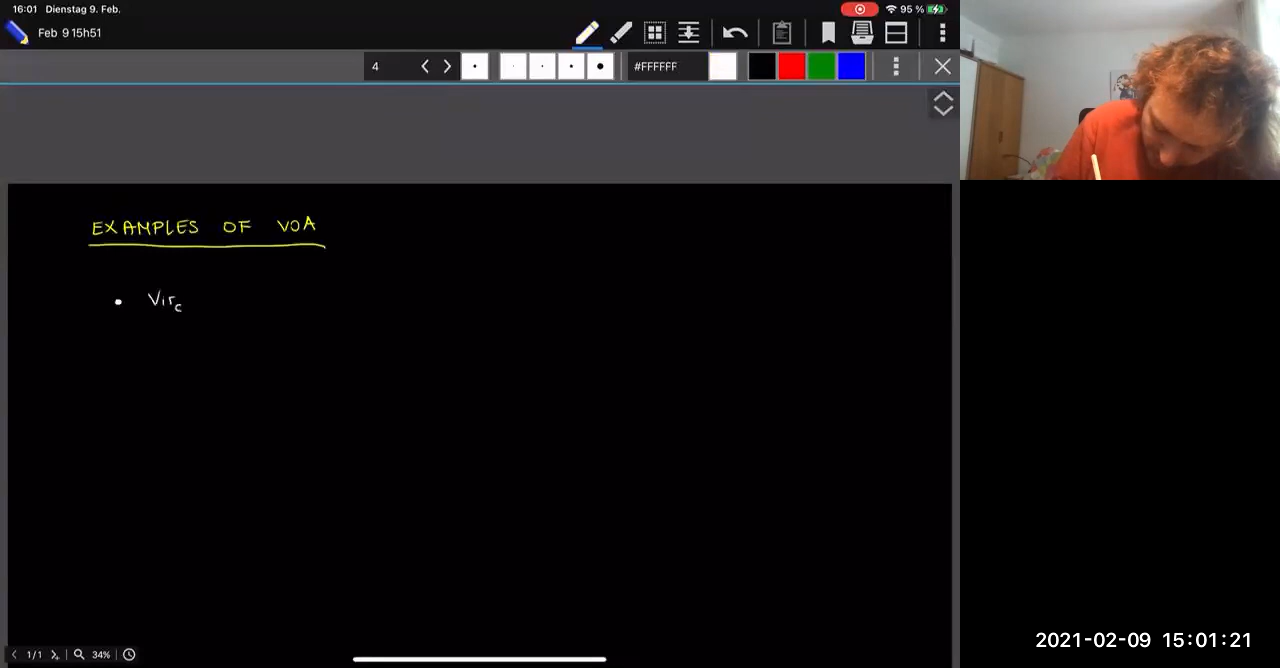 16:01 Dienstag 9. Feb.
95 %
Feb 9 15h51
4
#FFFFFF
EXAMPLES OF VOA
• Vir_c
1/1
34%
2021-02-09 15:01:21